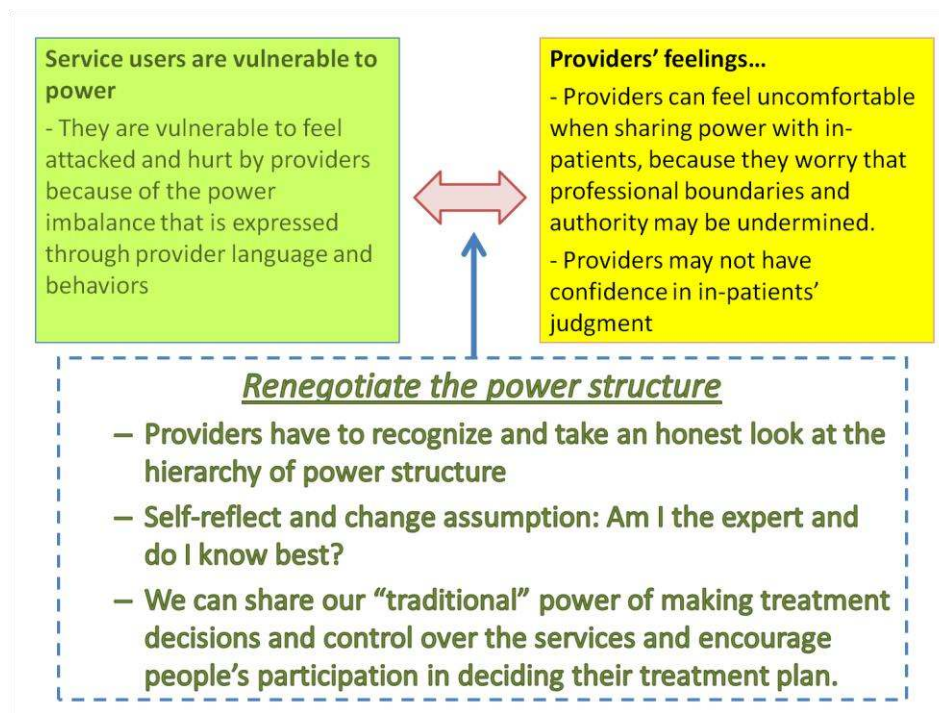 Service users are vulnerable to
power
- They are vulnerable to feel
attacked and hurt by providers
because of the power
imbalance that is expressed
through provider language and
behaviors
Providers’ feelings…
- Providers can feel uncomfortable
when sharing power with in-
patients, because they worry that
professional boundaries and
authority may be undermined.
- Providers may not have
confidence in in-patients’
judgment
Renegotiate the power structure
– Providers have to recognize and take an honest look at the
hierarchy of power structure
– Self-reflect and change assumption: Am I the expert and
do I know best?
– We can share our “traditional” power of making treatment
decisions and control over the services and encourage
people’s participation in deciding their treatment plan.